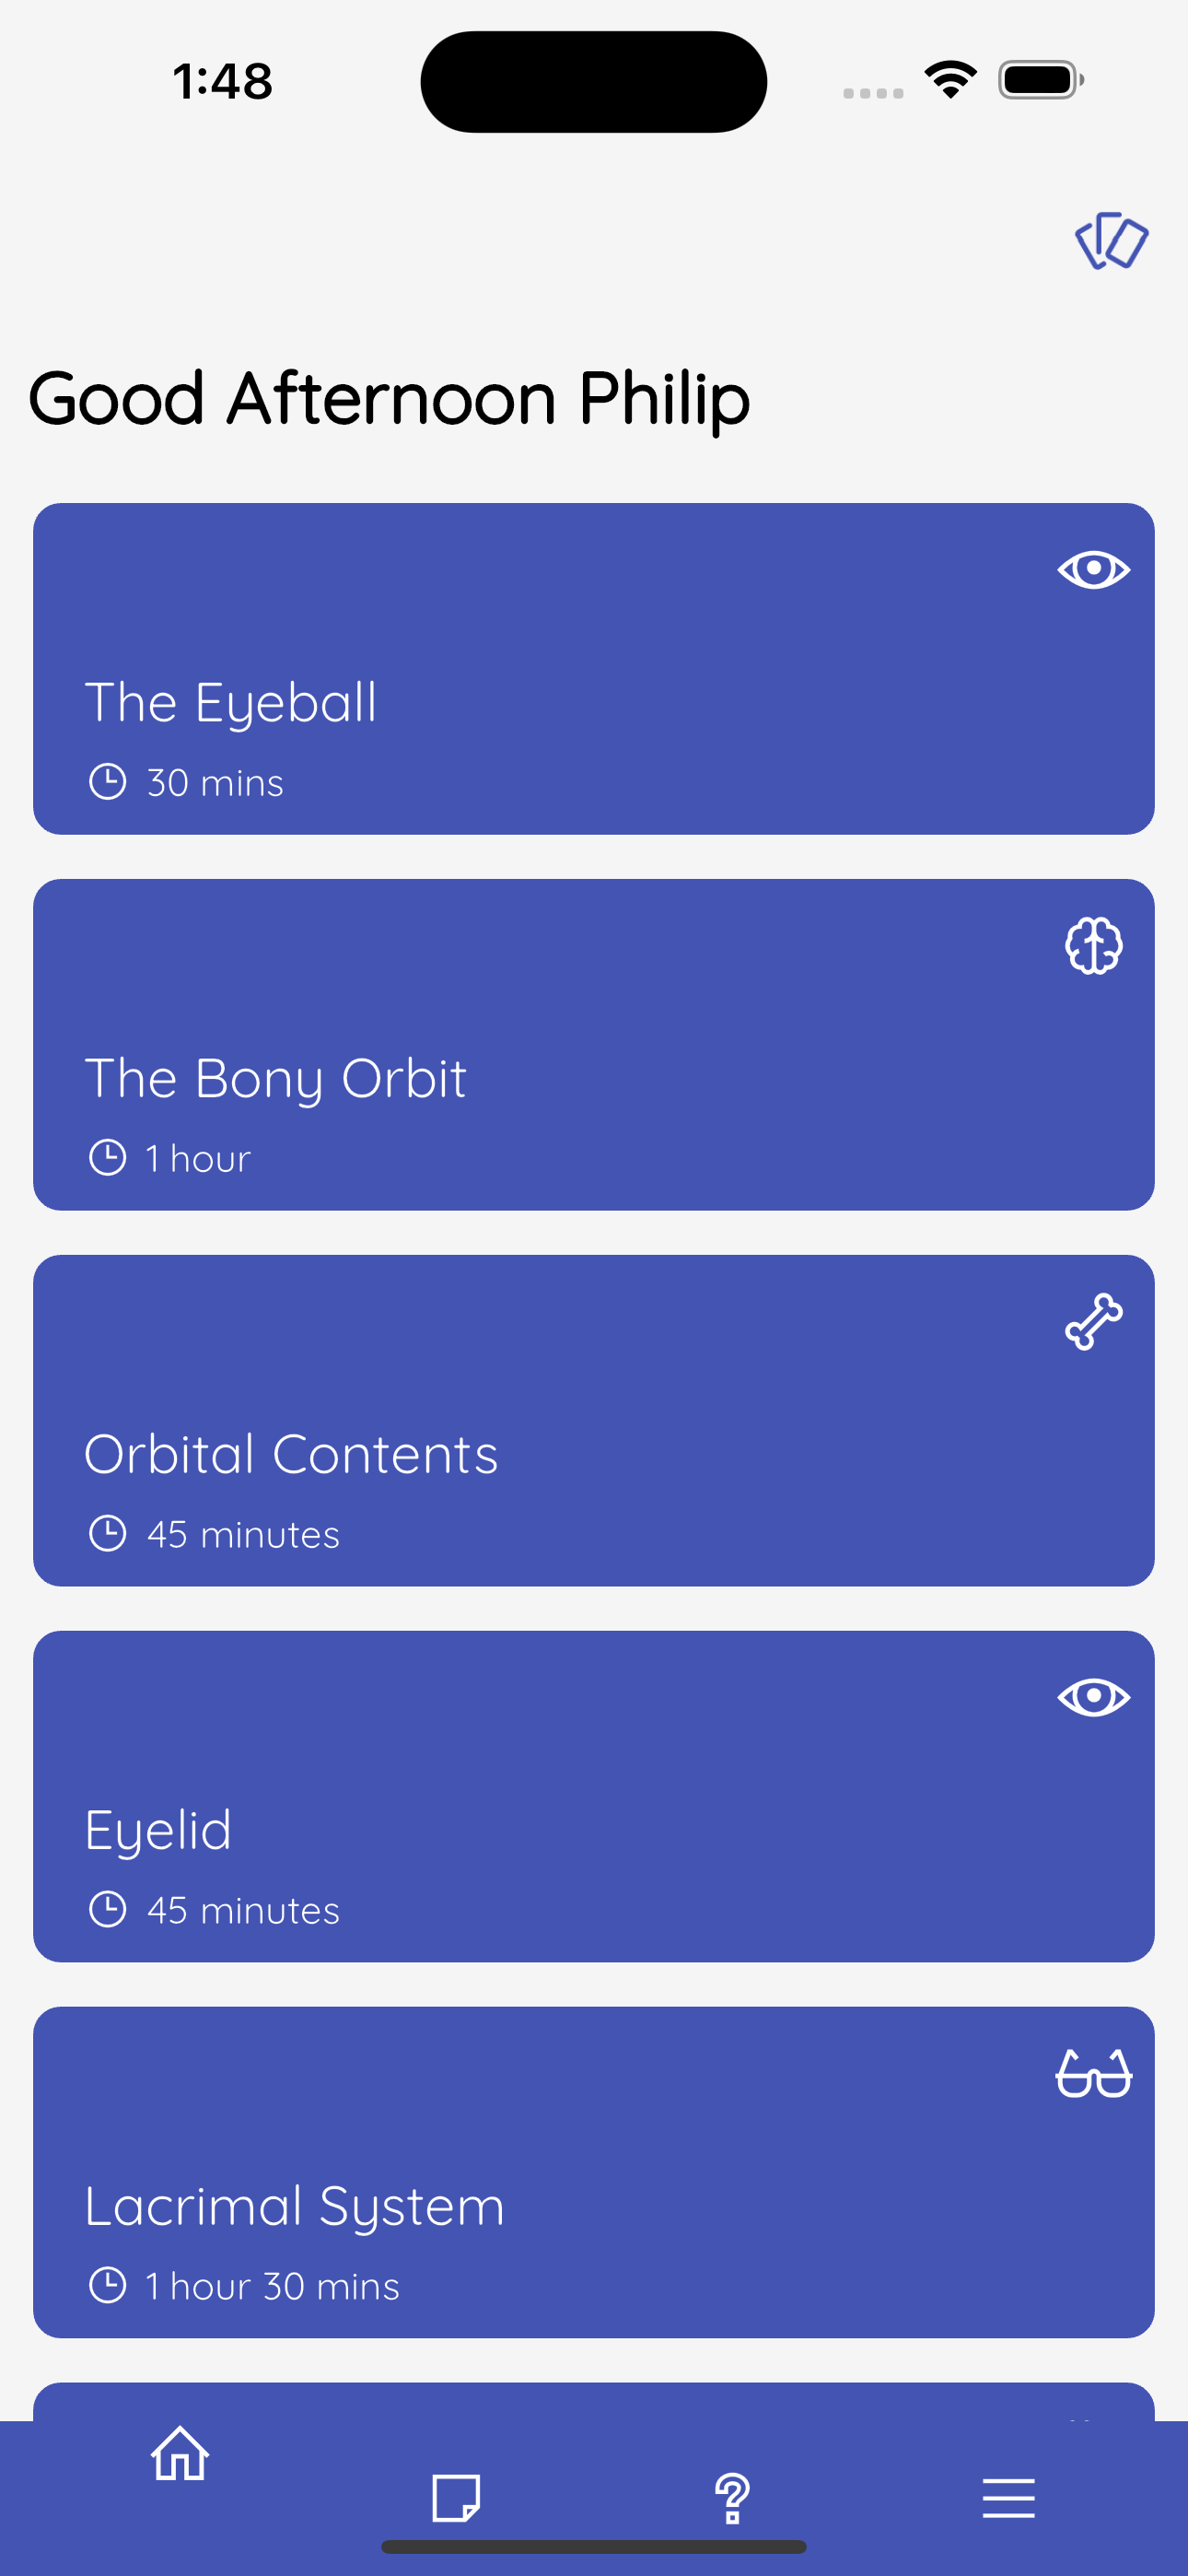 1:48
Good Afternoon Philip
The Eyeball
30 mins
The Bony Orbit
1 hour
Orbital Contents
45 minutes
Eyelid
45 minutes
Lacrimal System
1 hour 30 mins